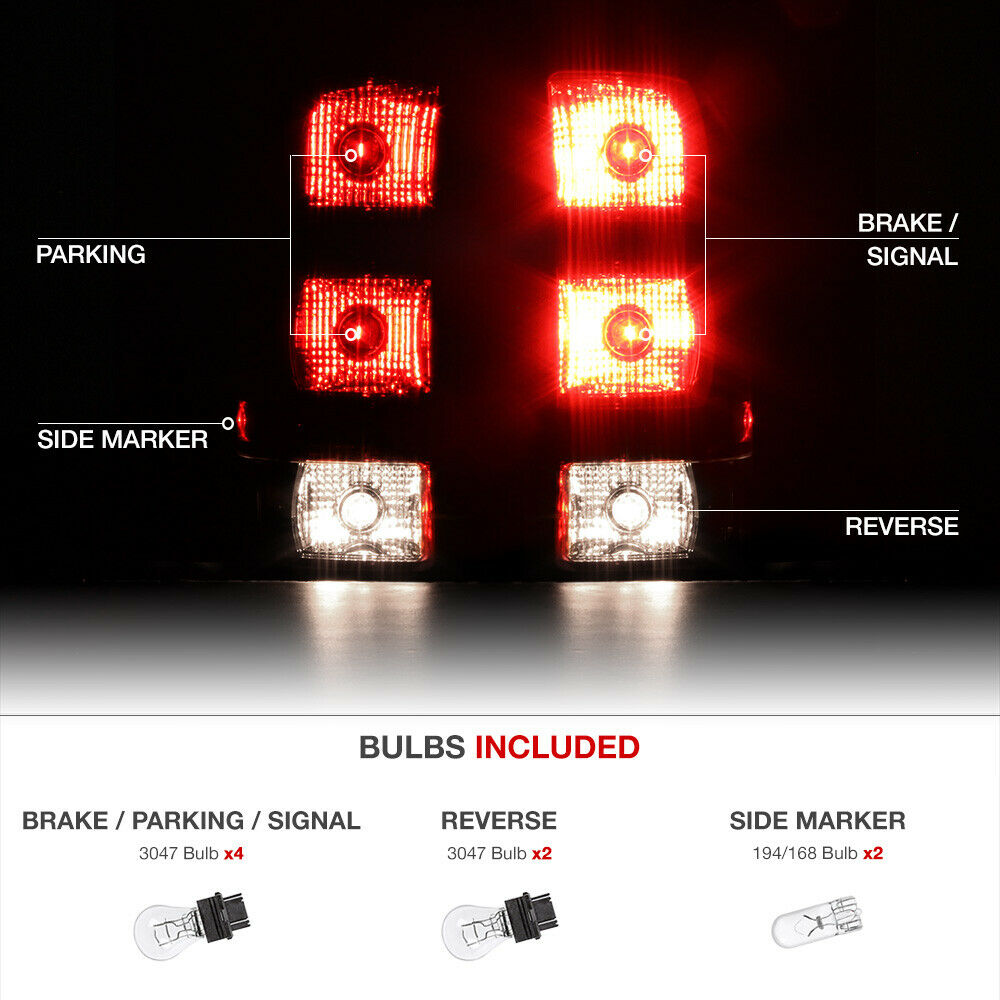 PARKING
BRAKE /
SIGNAL
SIDE MARKER
REVERSE
BULBS INCLUDED
BRAKE / PARKING / SIGNAL
3047 Bulb x4
REVERSE
3047 Bulb x2
SIDE MARKER
194/168 Bulb x2